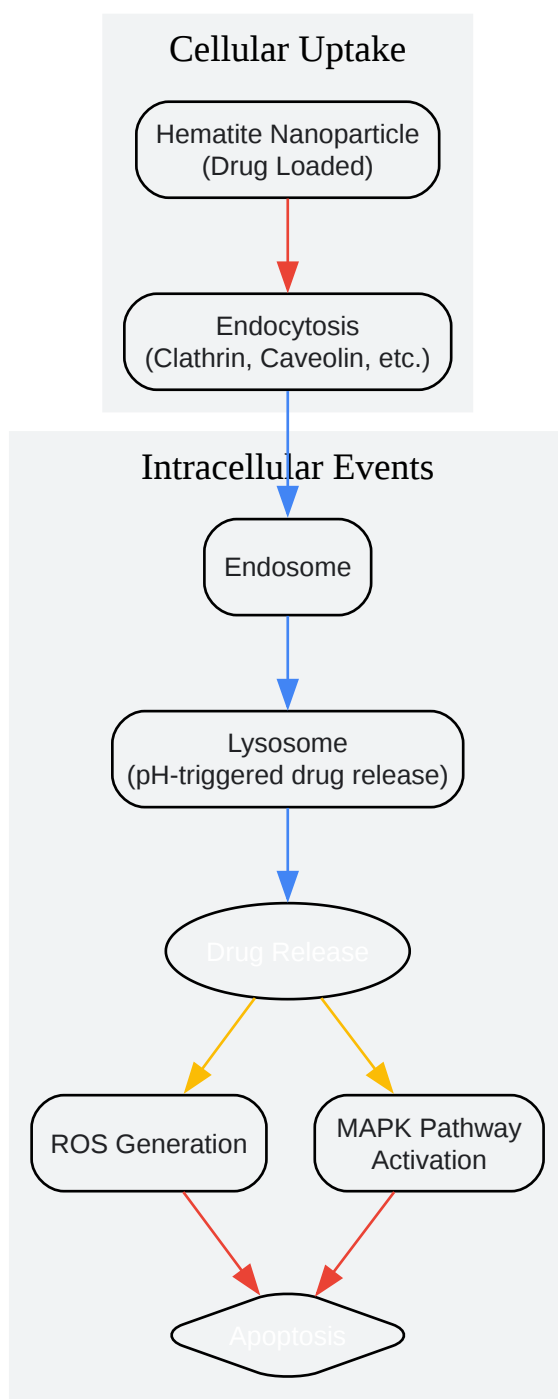 Cellular Uptake
Hematite Nanoparticle
(Drug Loaded)
Endocytosis
(Clathrin, Caveolin, etc.)
Intracellular Events
Endosome
Lysosome
(pH-triggered drug release)
Drug Release
ROS Generation
MAPK Pathway
Activation
Apoptosis